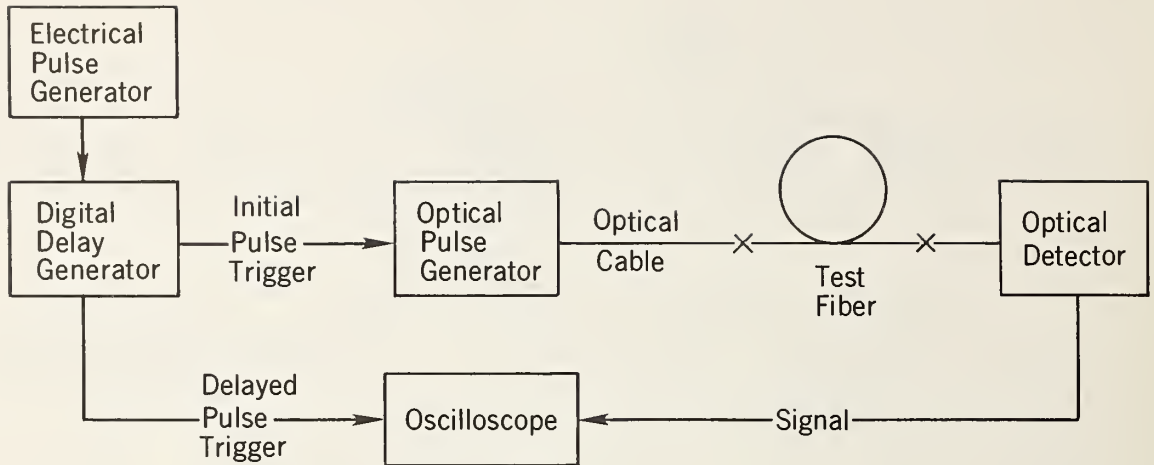 Electrical
Pulse
Generator
Digital
Delay
Generator
Initial
Pulse
Trigger
Optical
Pulse
Generator
Optical
Cable
Test
Fiber
Optical
Detector
Delayed
Pulse
Trigger
Oscilloscope
Signal